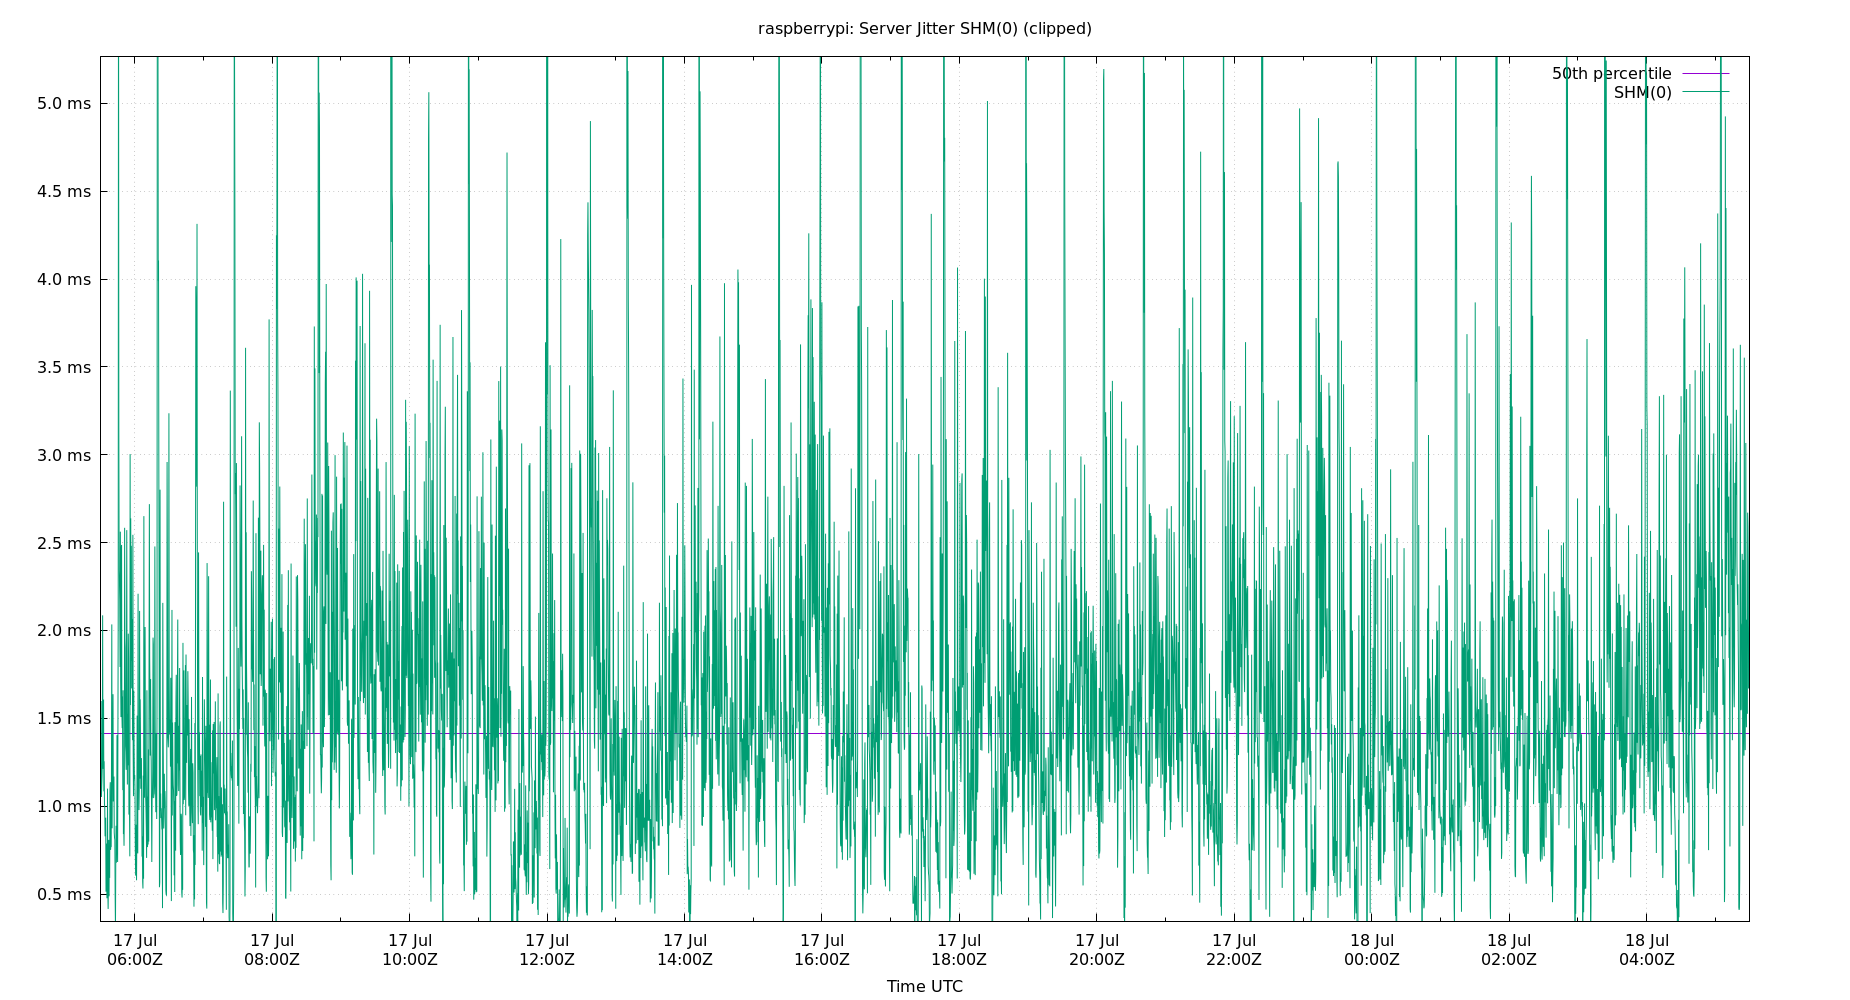 raspberrypi: Server Jitter SHM(0) (clipped)
50th percentile
SHM(0)
5.0 ms
4.5 ms
4.0 ms
3.5 ms
3.0 ms
2.5 ms
2.0 ms
1.5 ms
1.0 ms
0.5 ms
17 Jul 17 Jul 17 Jul 17 Jul 17 Jul 17 Jul 17 Jul 17 Jul 17 Jul 18 Jul 18 Jul 18 Jul
06:00Z 08:00Z 10:00Z 12:00Z 14:00Z 16:00Z 18:00Z 20:00Z 22:00Z 00:00Z 02:00Z 04:00Z
Time UTC